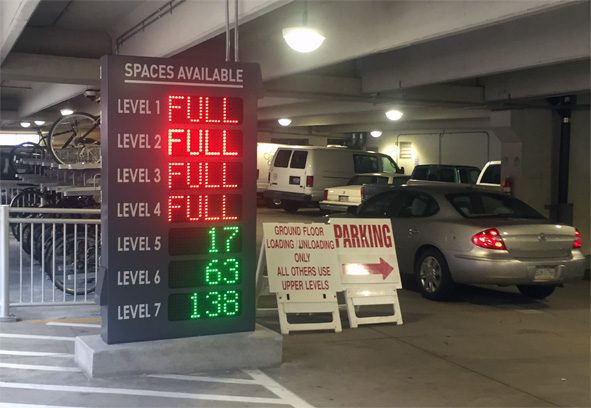 SPACES AVAILABLE
LEVEL 1 FULL
LEVEL 2 FULL
LEVEL 3 FULL
LEVEL 4 FULL
LEVEL 5 17
LEVEL 6 63
LEVEL 7 138
GROUND FLOOR
LOADING / UNLOADING
ONLY
ALL OTHERS USE
UPPER LEVELS
PARKING